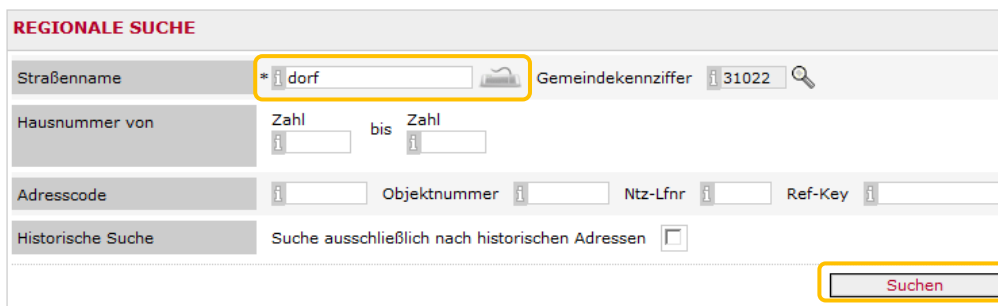 REGIONALE SUCHE
Straßenname * i dorf Gemeindekennziffer i 31022
Hausnummer von Zahl i bis Zahl i
Adresscode i Objektnummer i Ntz-Lfnr i Ref-Key i
Historische Suche Suche ausschließlich nach historischen Adressen
Suchen